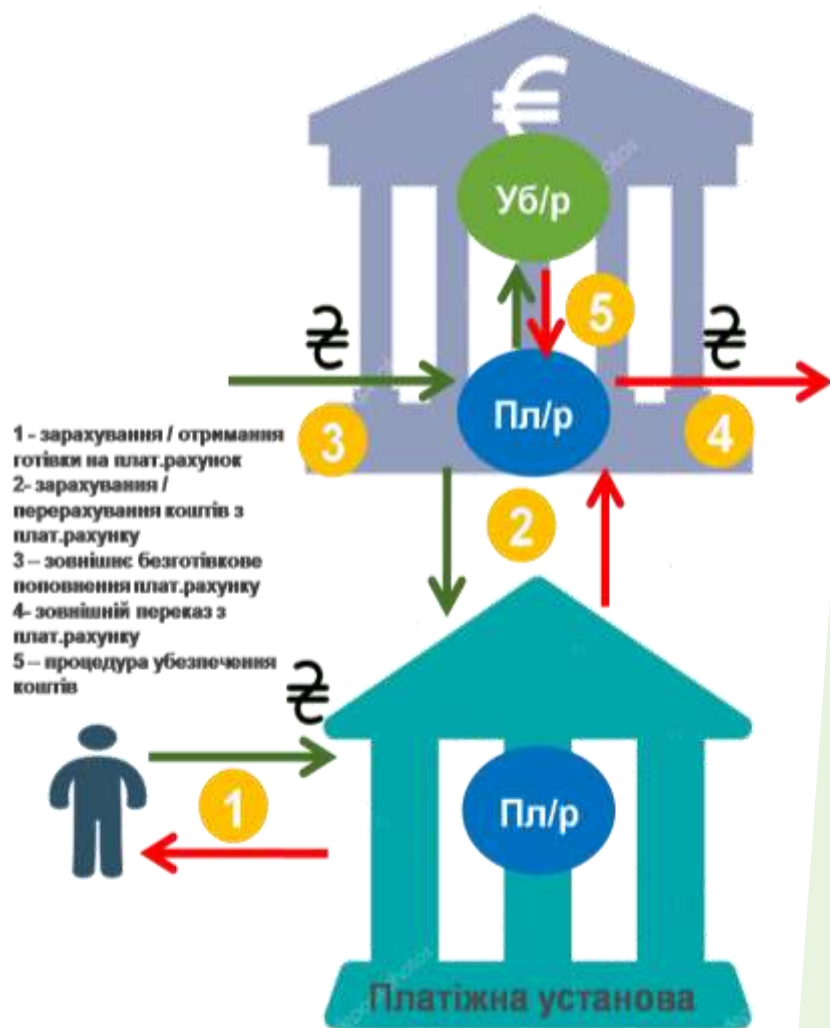 €
Уб/р
5
₴
₴
Пл/р
3
4
1 - зарахування / отримання
готівки на плат.рахунок
2- зарахування /
перерахування коштів з
плат.рахунку
3 – зовнішнє безготівкове
поповнення плат.рахунку
4- зовнішній переказ з
плат.рахунку
5 – процедура убезпечення
коштів
2
₴
1
Пл/р
Платіжна установа